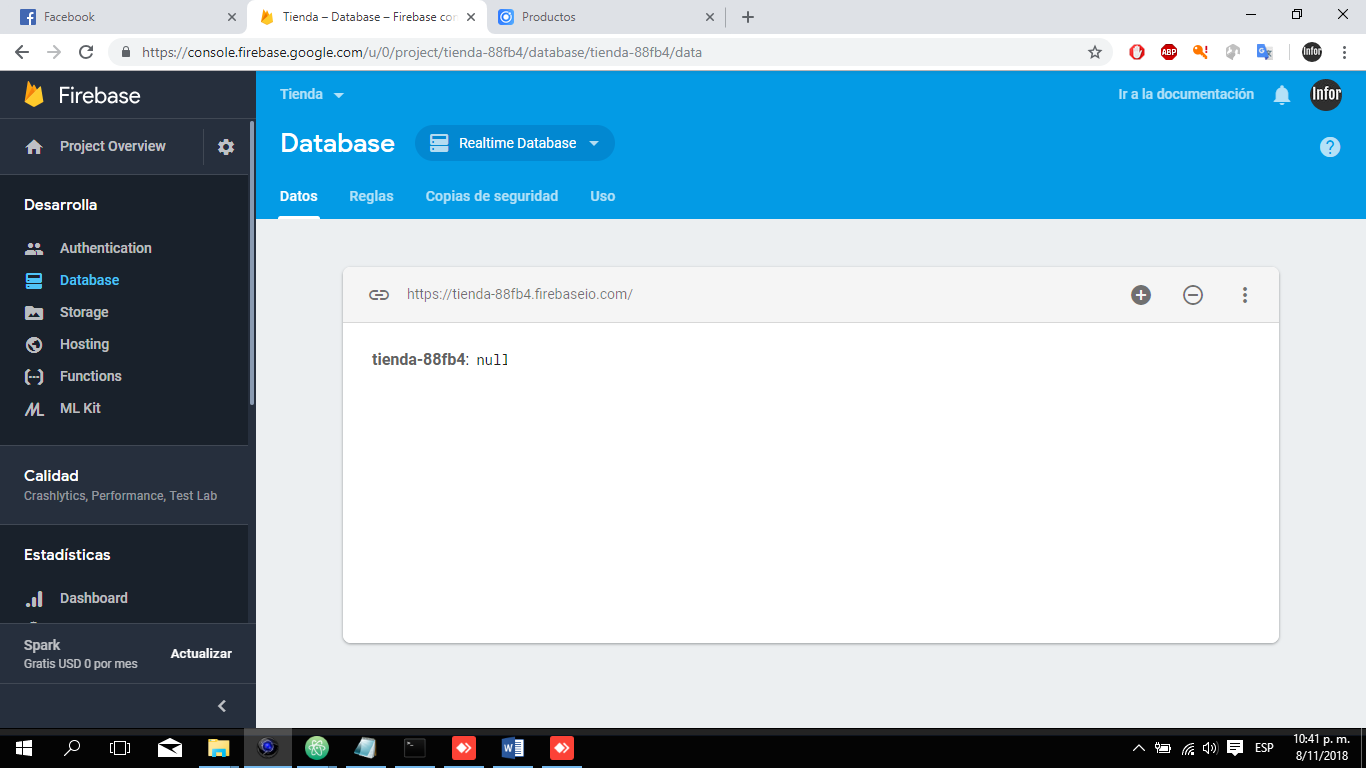 Facebook
Tienda – Database – Firebase con
Productos
https://console.firebase.google.com/u/0/project/tienda-88fb4/database/tienda-88fb4/data
ABP
Infor
Firebase
Tienda
Ir a la documentación
Infor
Project Overview
Database
Realtime Database
?
Datos
Reglas
Copias de seguridad
Uso
Desarrolla
Authentication
Database
Storage
Hosting
Functions
ML Kit
https://tienda-88fb4.firebaseio.com/
tienda-88fb4: null
Calidad
Crashlytics, Performance, Test Lab
Estadísticas
Dashboard
Spark
Gratis USD 0 por mes
Actualizar
ESP
10:41 p. m.
8/11/2018